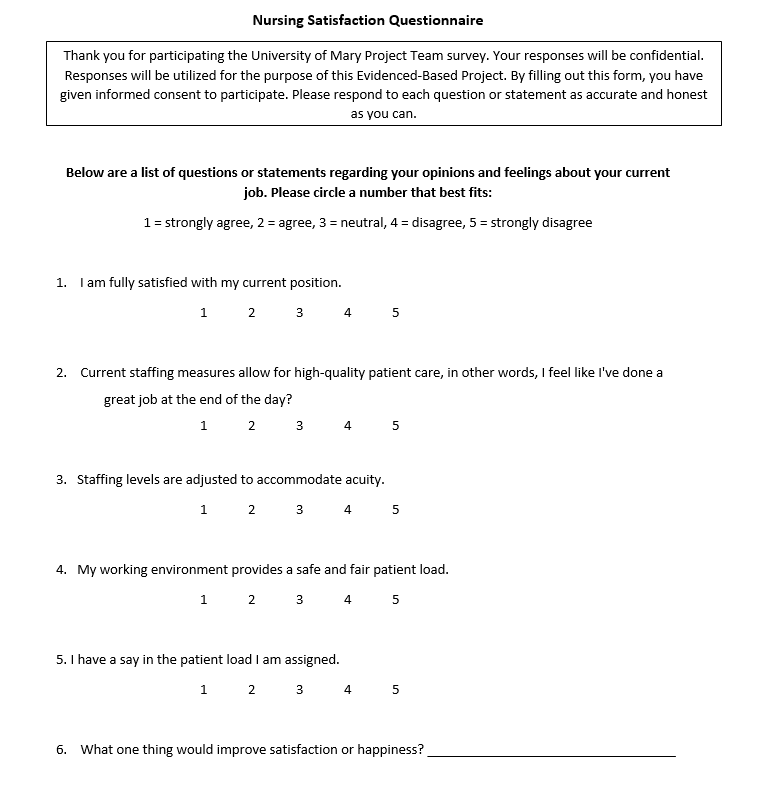 Nursing Satisfaction Questionnaire
Thank you for participating the University of Mary Project Team survey. Your responses will be confidential.
Responses will be utilized for the purpose of this Evidenced-Based Project. By filling out this form, you have
given informed consent to participate. Please respond to each question or statement as accurate and honest
as you can.
Below are a list of questions or statements regarding your opinions and feelings about your current
job. Please circle a number that best fits:
1 = strongly agree, 2 = agree, 3 = neutral, 4 = disagree, 5 = strongly disagree
1. I am fully satisfied with my current position.
1 2 3 4 5
2. Current staffing measures allow for high-quality patient care, in other words, I feel like I've done a
great job at the end of the day?
1 2 3 4 5
3. Staffing levels are adjusted to accommodate acuity.
1 2 3 4 5
4. My working environment provides a safe and fair patient load.
1 2 3 4 5
5. I have a say in the patient load I am assigned.
1 2 3 4 5
6. What one thing would improve satisfaction or happiness? ___________________________________